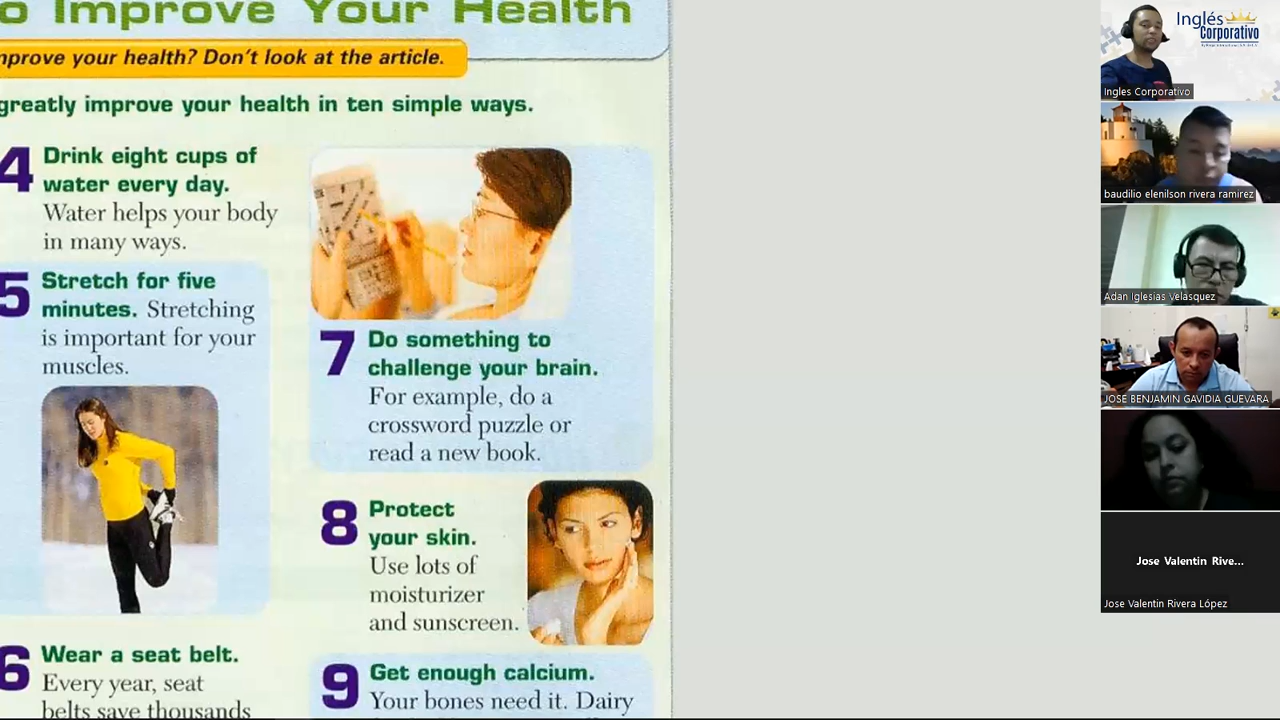 o Improve Your Health
mprove your health? Don't look at the article.
greatly improve your health in ten simple ways.
4
Drink eight cups of
water every day.
Water helps your body
in many ways.
5
Stretch for five
minutes. Stretching
is important for your
muscles.
6
Wear a seat belt.
Every year, seat
belts save thousands
7
Do something to
challenge your brain.
For example, do a
crossword puzzle or
read a new book.
8
Protect
your skin.
Use lots of
moisturizer
and sunscreen.
9
Get enough calcium.
Your bones need it. Dairy
Inglés
Corporativo
Ingles Corporativo
baudilio elenilson rivera ramirez
Adan Iglesias Velasquez
JOSE BENJAMIN GAVIDIA GUEVARA
Jose Valentin Rive...
Jose Valentin Rivera López